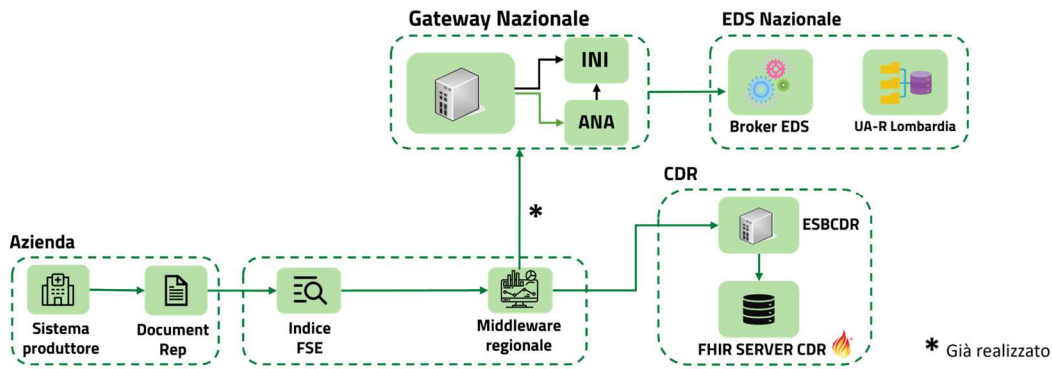 Gateway Nazionale
EDS Nazionale
INI
ANA
Broker EDS
UA-R Lombardia
CDR
*
ESBCDR
Azienda
Sistema
produttore
Document
Rep
Indice
FSE
Middleware
regionale
FHIR SERVER CDR
* Già realizzato